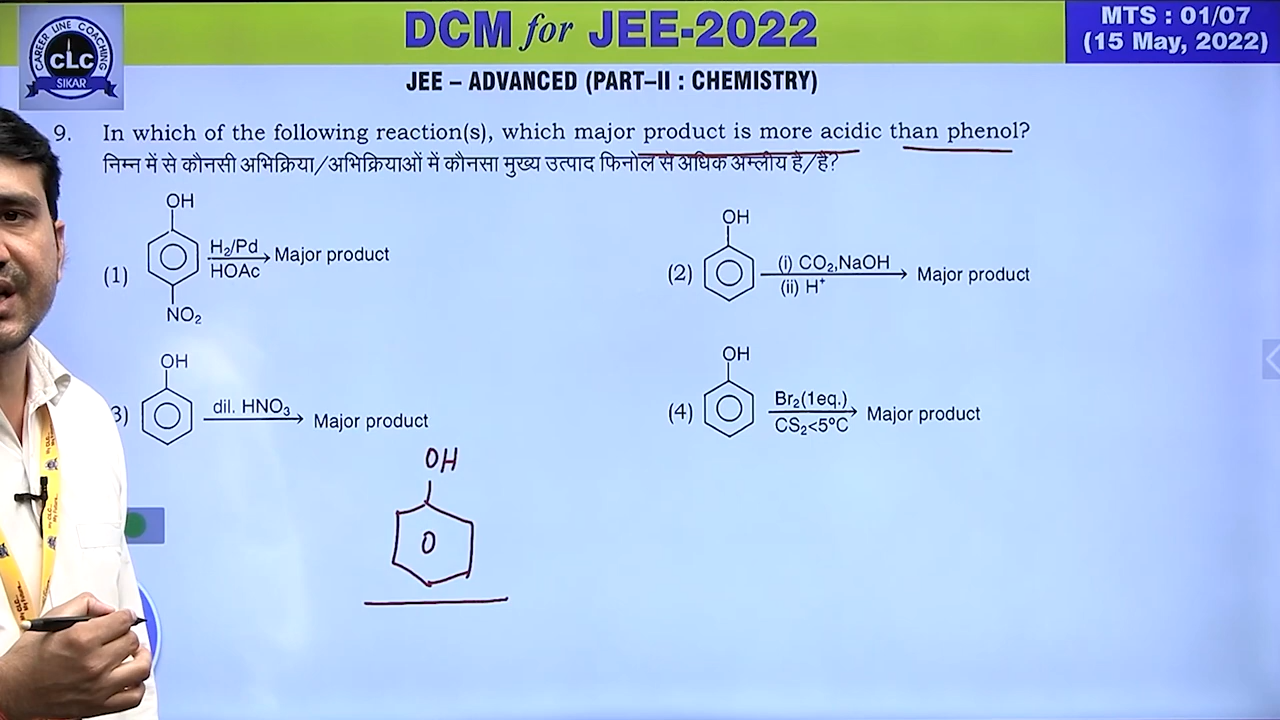 CAREER LINE COACHING
CLC
SIKAR
DCM for JEE-2022
MTS : 01/07
(15 May, 2022)
JEE – ADVANCED (PART–II : CHEMISTRY)
9. In which of the following reaction(s), which major product is more acidic than phenol?
निम्न में से कौनसी अभिक्रिया/अभिक्रियाओं में कौनसा मुख्य उत्पाद फिनोल से अधिक अम्लीय है/हैं?
(1) OH
H₂/Pd
HOAc
Major product
NO₂
(2) OH
(i) CO₂,NaOH
(ii) H⁺
Major product
3) OH
dil. HNO₃
Major product
(4) OH
Br₂(1eq.)
CS₂<5ºC
Major product
OH